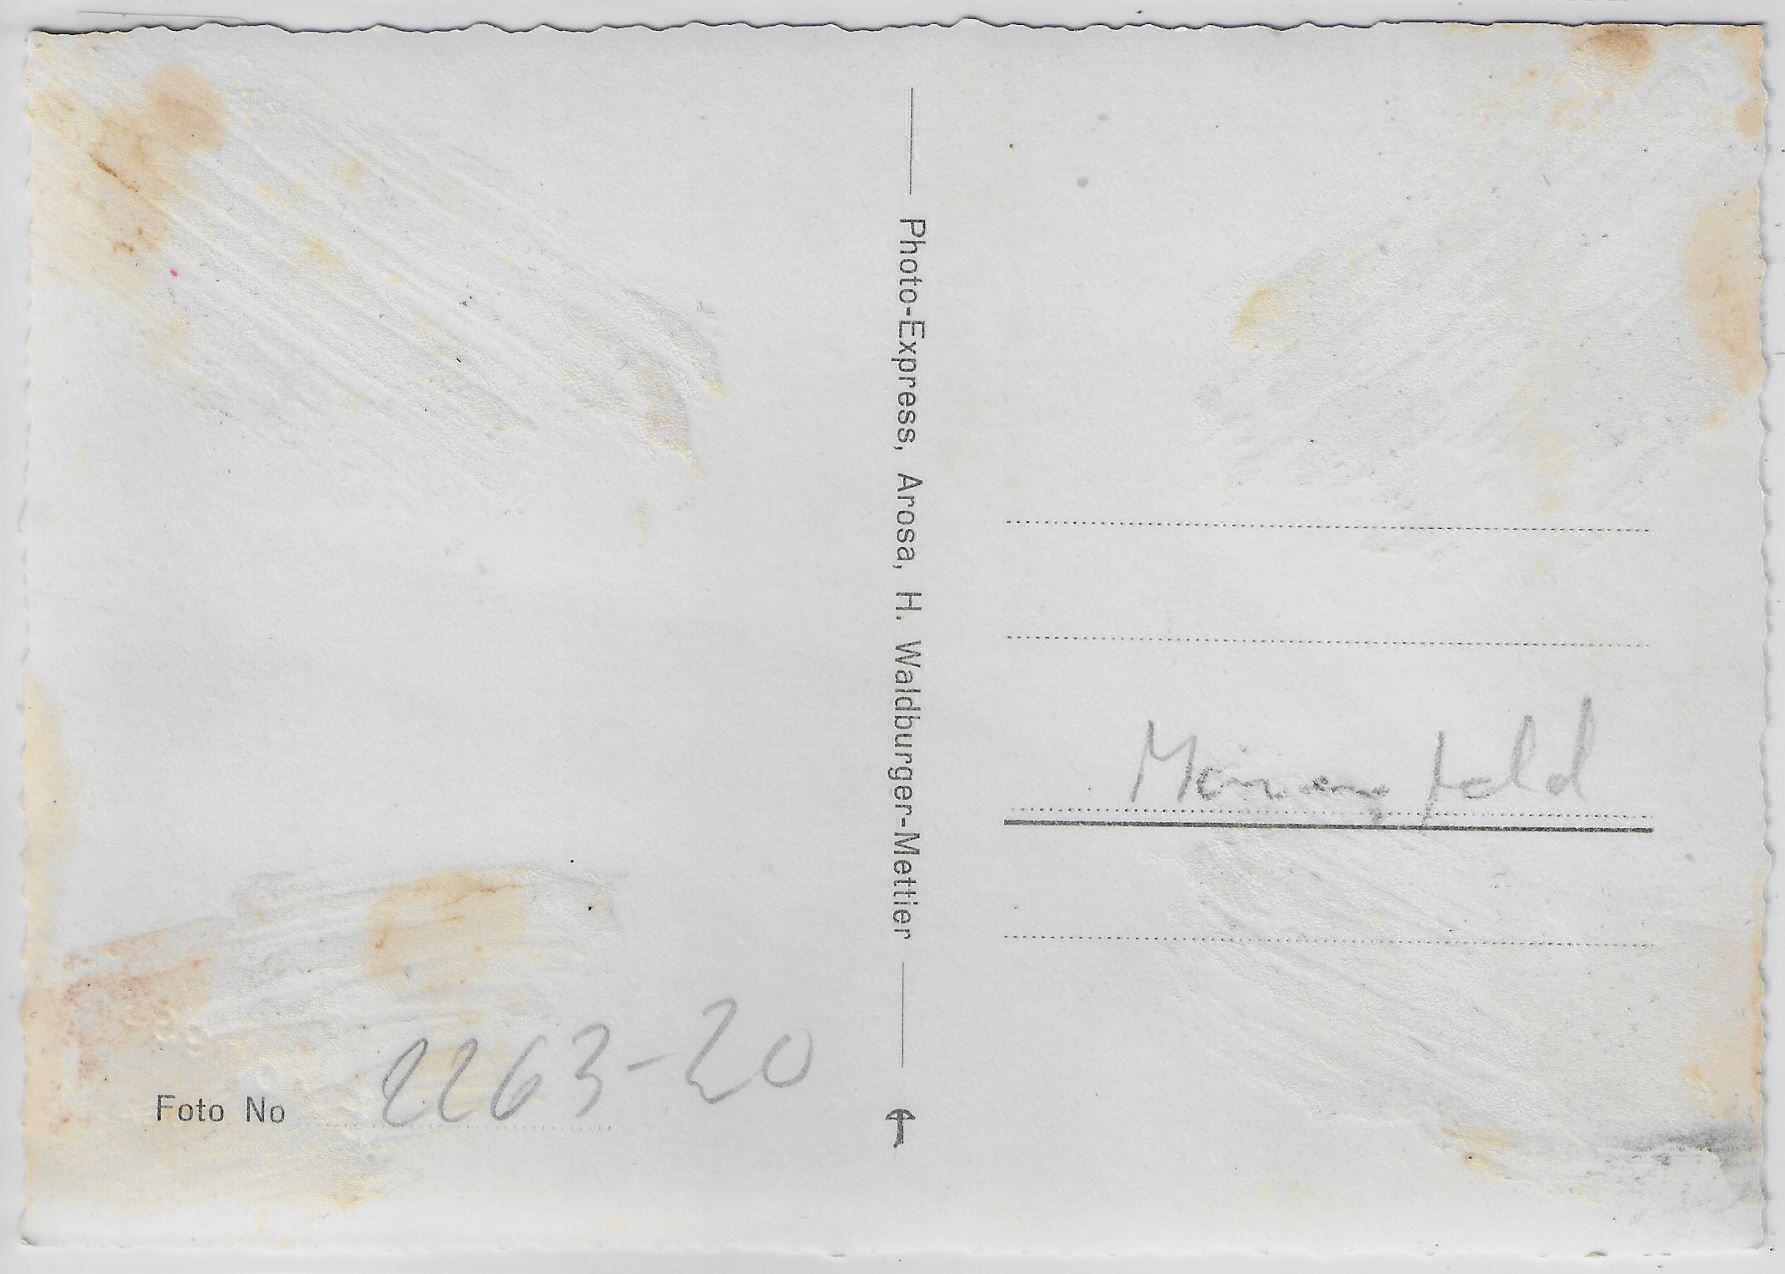 Photo-Express, Arosa, H. Waldburger-Mettier
Foto No 2263-20